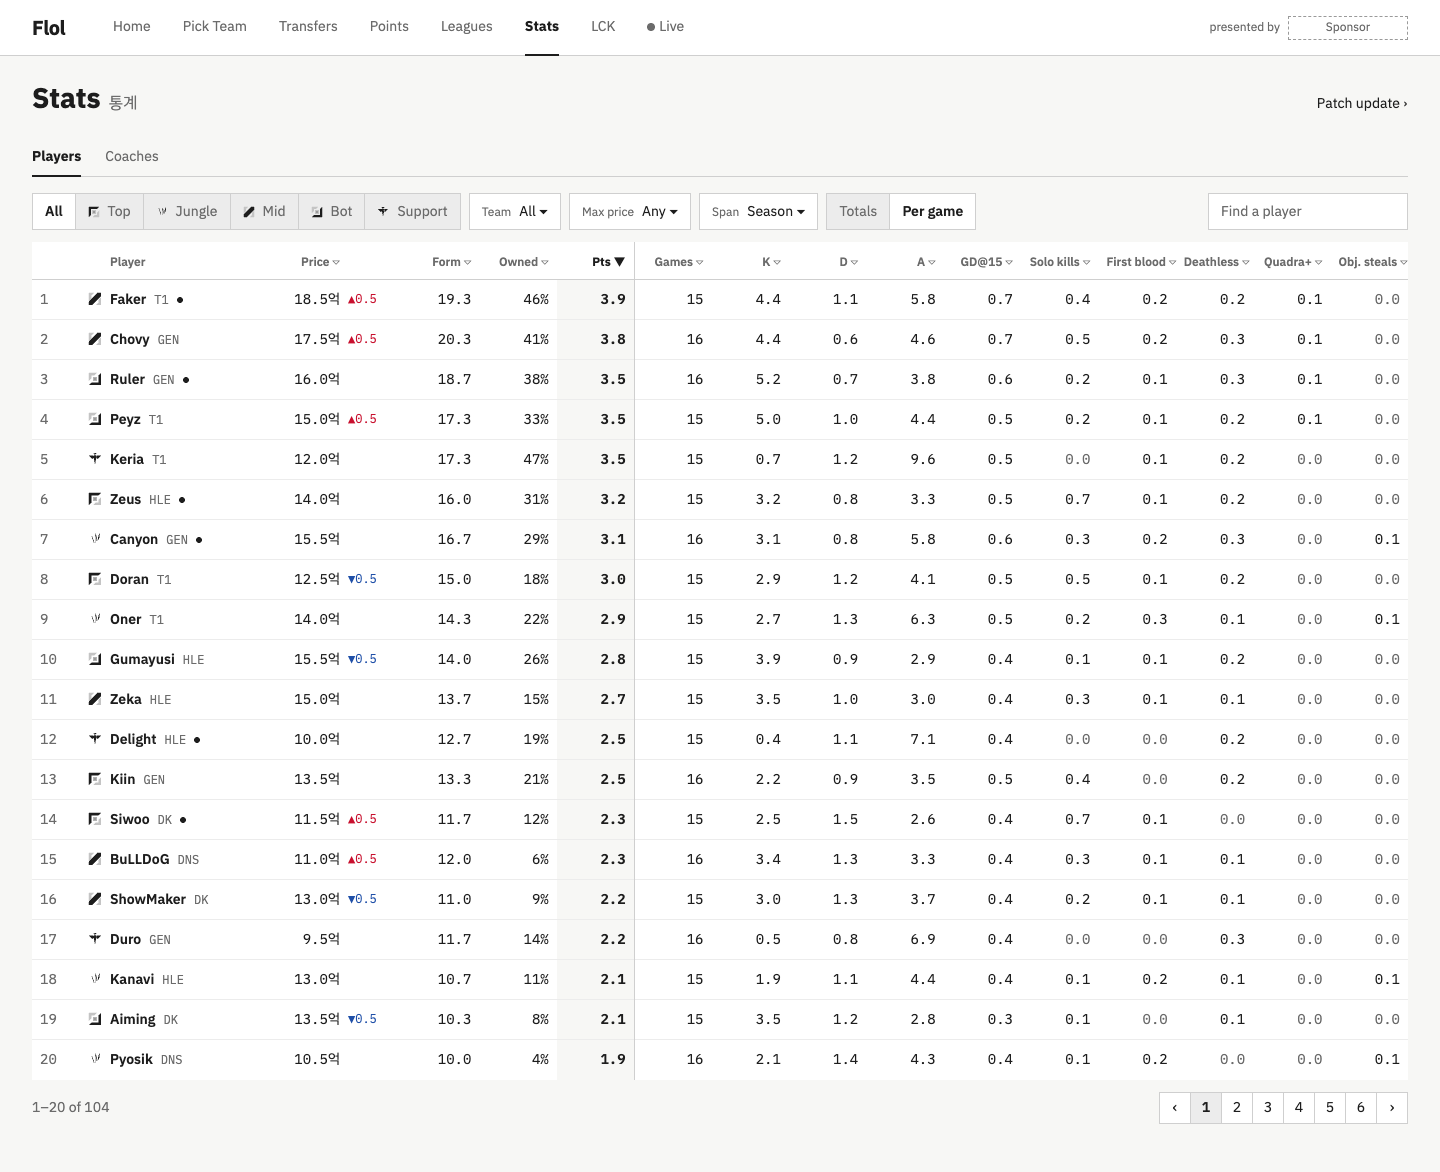 Flol Home Pick Team Transfers Points Leagues Stats LCK ● Live presented by Sponsor
Stats 통계 Patch update ›
Players Coaches
All Top Jungle Mid Bot Support Team All Max price Any Span Season Totals Per game Find a player
Player Price Form Owned Pts ▼ Games K D A GD@15 Solo kills First blood Deathless Quadra+ Obj. steals
1 Faker T1 ● 18.5억 ▲0.5 19.3 46% 3.9 15 4.4 1.1 5.8 0.7 0.4 0.2 0.2 0.1 0.0
2 Chovy GEN 17.5억 ▲0.5 20.3 41% 3.8 16 4.4 0.6 4.6 0.7 0.5 0.2 0.3 0.1 0.0
3 Ruler GEN ● 16.0억 18.7 38% 3.5 16 5.2 0.7 3.8 0.6 0.2 0.1 0.3 0.1 0.0
4 Peyz T1 15.0억 ▲0.5 17.3 33% 3.5 15 5.0 1.0 4.4 0.5 0.2 0.1 0.2 0.1 0.0
5 Keria T1 12.0억 17.3 47% 3.5 15 0.7 1.2 9.6 0.5 0.0 0.1 0.2 0.0 0.0
6 Zeus HLE ● 14.0억 16.0 31% 3.2 15 3.2 0.8 3.3 0.5 0.7 0.1 0.2 0.0 0.0
7 Canyon GEN ● 15.5억 16.7 29% 3.1 16 3.1 0.8 5.8 0.6 0.3 0.2 0.3 0.0 0.1
8 Doran T1 12.5억 ▼0.5 15.0 18% 3.0 15 2.9 1.2 4.1 0.5 0.5 0.1 0.2 0.0 0.0
9 Oner T1 14.0억 14.3 22% 2.9 15 2.7 1.3 6.3 0.5 0.2 0.3 0.1 0.0 0.1
10 Gumayusi HLE 15.5억 ▼0.5 14.0 26% 2.8 15 3.9 0.9 2.9 0.4 0.1 0.1 0.2 0.0 0.0
11 Zeka HLE 15.0억 13.7 15% 2.7 15 3.5 1.0 3.0 0.4 0.3 0.1 0.1 0.0 0.0
12 Delight HLE ● 10.0억 12.7 19% 2.5 15 0.4 1.1 7.1 0.4 0.0 0.0 0.2 0.0 0.0
13 Kiin GEN 13.5억 13.3 21% 2.5 16 2.2 0.9 3.5 0.5 0.4 0.0 0.2 0.0 0.0
14 Siwoo DK ● 11.5억 ▲0.5 11.7 12% 2.3 15 2.5 1.5 2.6 0.4 0.7 0.1 0.0 0.0 0.0
15 BuLLDoG DNS 11.0억 ▲0.5 12.0 6% 2.3 16 3.4 1.3 3.3 0.4 0.3 0.1 0.1 0.0 0.0
16 ShowMaker DK 13.0억 ▼0.5 11.0 9% 2.2 15 3.0 1.3 3.7 0.4 0.2 0.1 0.1 0.0 0.0
17 Duro GEN 9.5억 11.7 14% 2.2 16 0.5 0.8 6.9 0.4 0.0 0.0 0.3 0.0 0.0
18 Kanavi HLE 13.0억 10.7 11% 2.1 15 1.9 1.1 4.4 0.4 0.1 0.2 0.1 0.0 0.1
19 Aiming DK 13.5억 ▼0.5 10.3 8% 2.1 15 3.5 1.2 2.8 0.3 0.1 0.0 0.1 0.0 0.0
20 Pyosik DNS 10.5억 10.0 4% 1.9 16 2.1 1.4 4.3 0.4 0.1 0.2 0.0 0.0 0.1
1–20 of 104 ‹ 1 2 3 4 5 6 ›